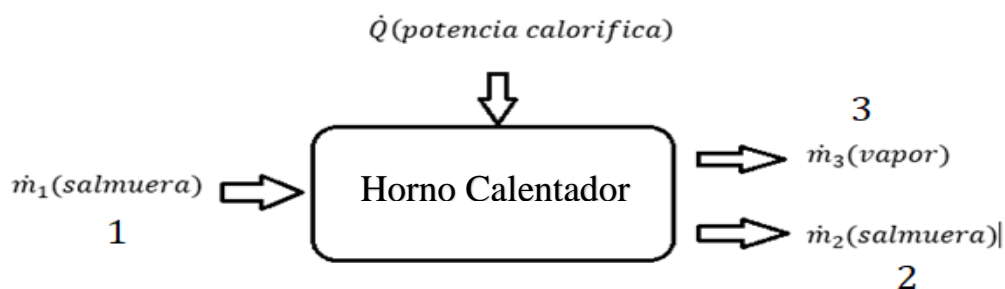 Q̇(potencia calorifica)
3
ṁ₃(vapor)
ṁ₁(salmuera)
Horno Calentador
1
ṁ₂(salmuera)|
2